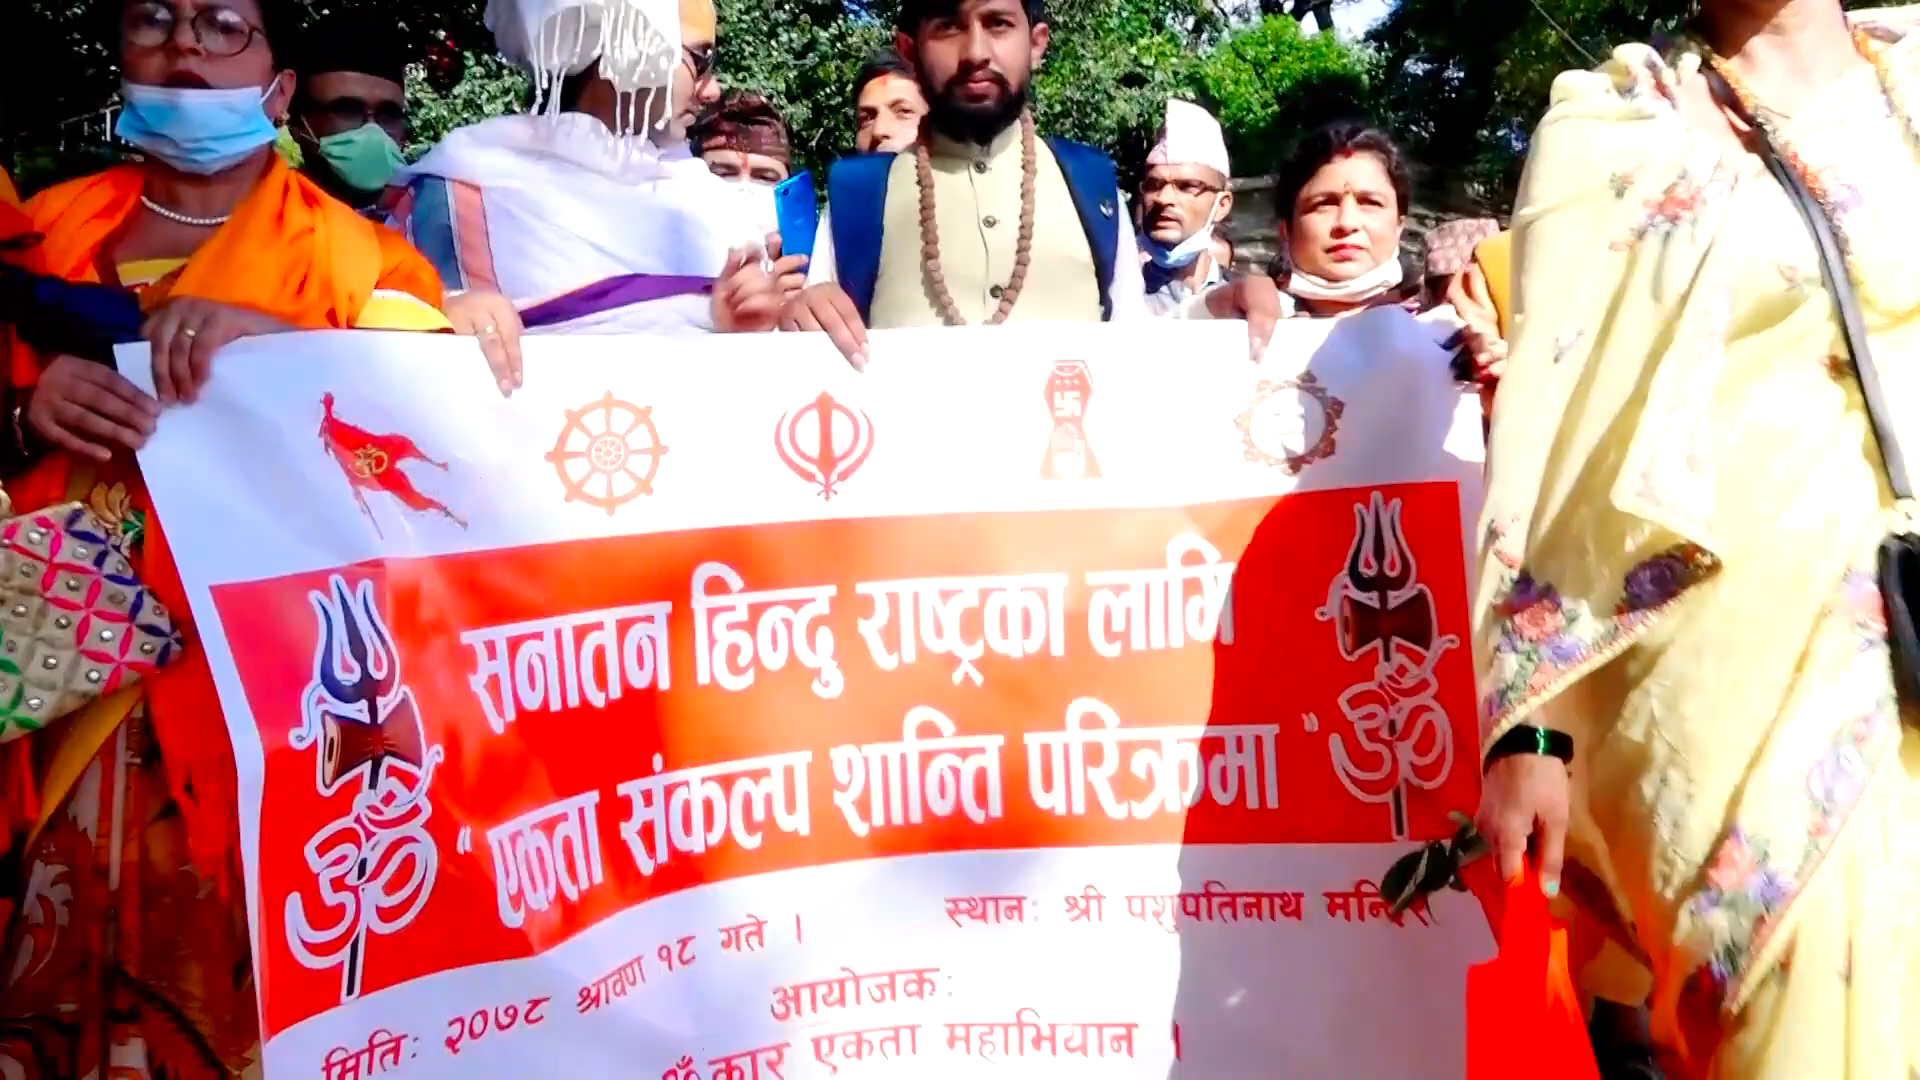 सनातन हिन्दु राष्ट्रका लागि
"एकता संकल्प शान्ति परिक्रमा"
मिति: २०७८ श्रावण १८ गते । स्थान: श्री पशुपतिनाथ मन्दिर
आयोजक:
ॐकार एकता महाभियान ।